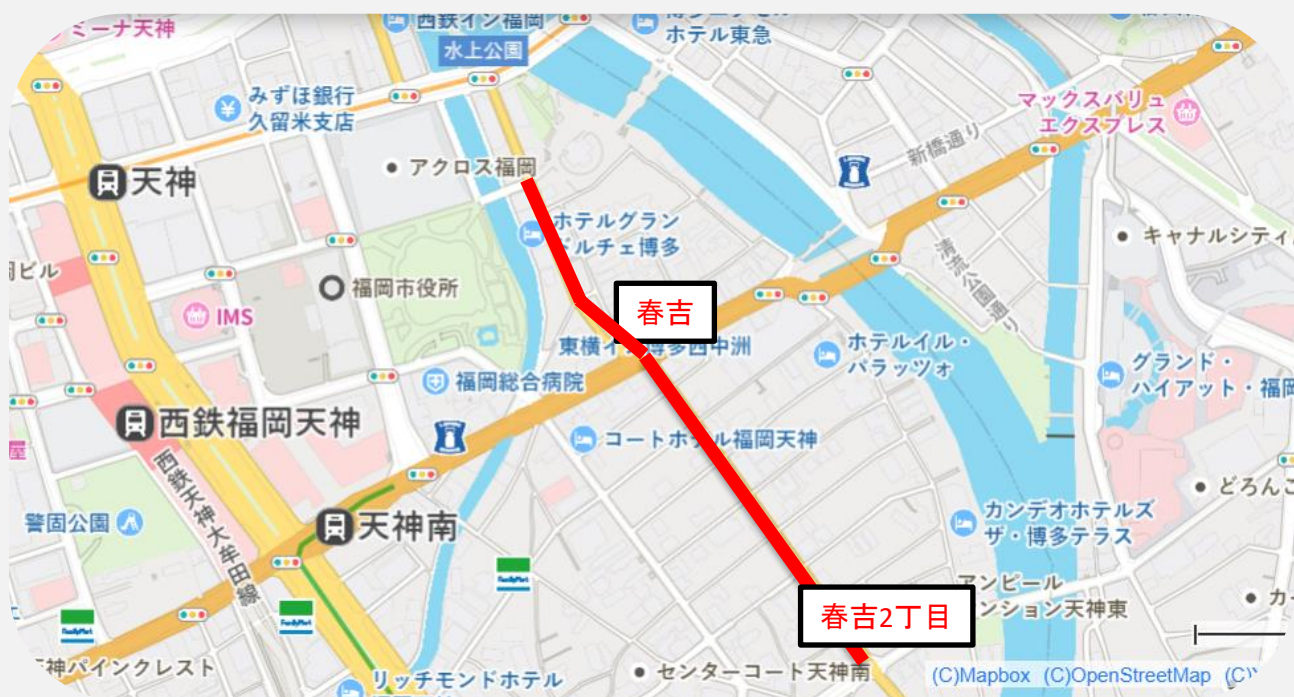 ミーナ天神
西鉄イン福岡
水上公園
ホテル東急
みずほ銀行
久留米支店
マックスバリュ
エクスプレス
新橋通り
天神
アクロス福岡
ホテルグラン
ドルチェ博多
キャナルシティ
清流公園通り
ビル
福岡市役所
IMS
春吉
東横イン博多西中洲
ホテルイル・
パラッツォ
グランド・
ハイアット・福岡
福岡総合病院
西鉄福岡天神
コートホテル福岡天神
西鉄天神大牟田線
どろんこ
警固公園
天神南
カンデオホテルズ
ザ・博多テラス
FamilyMart
アンピール
ンション天神東
春吉2丁目
カ
FamilyMart
FamilyMart
神パインクレスト
リッチモンドホテル
センターコート天神南
(C)Mapbox (C)OpenStreetMap (C)